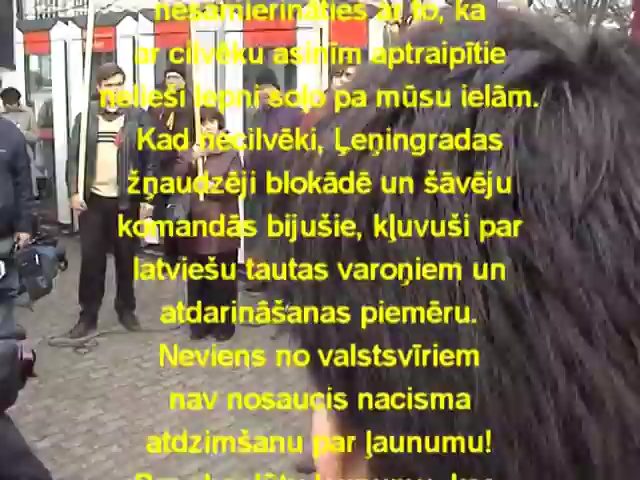 nesamierināties ar to, ka
ar cilvēku asinīm aptraipītie
nelieši lepni soļo pa mūsu ielām.
Kad necilvēki, Ļeņingradas
žņaudzēji blokādē un šāvēju
komandās bijušie, kļuvuši par
latviešu tautas varoņiem un
atdarināšanas piemēru.
Neviens no valstsvīriem
nav nosaucis nacisma
atdzimšanu par ļaunumu!